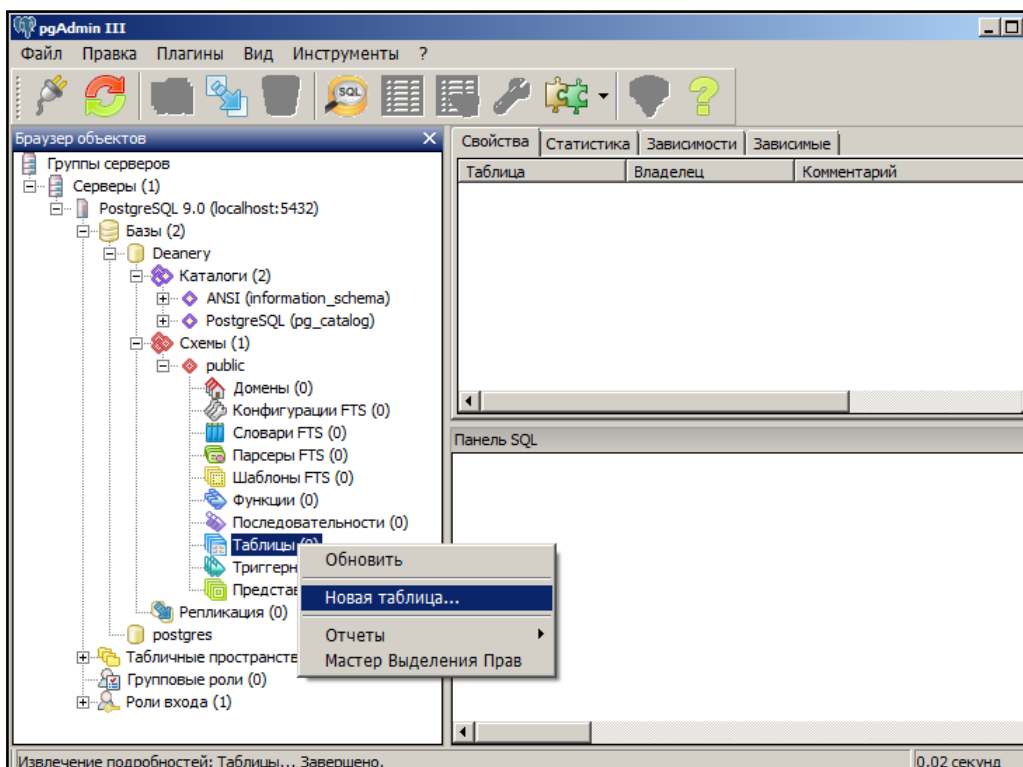 pgAdmin III
Файл Правка Плагины Вид Инструменты ?
SQL
Браузер объектов
Группы серверов
Серверы (1)
PostgreSQL 9.0 (localhost:5432)
Базы (2)
Deanery
Каталоги (2)
ANSI (information_schema)
PostgreSQL (pg_catalog)
Схемы (1)
public
Домены (0)
Конфигурации FTS (0)
Словари FTS (0)
Парсеры FTS (0)
Шаблоны FTS (0)
Функции (0)
Последовательности (0)
Таблицы (0)
Триггерн
Представ
Репликация (0)
postgres
Табличные пространств
Групповые роли (0)
Роли входа (1)
Обновить
Новая таблица...
Отчеты
Мастер Выделения Прав
Свойства Статистика Зависимости Зависимые
Таблица Владелец Комментарий
Панель SQL
Извлечение подробностей: Таблицы... Завершено.
0.02 секунд